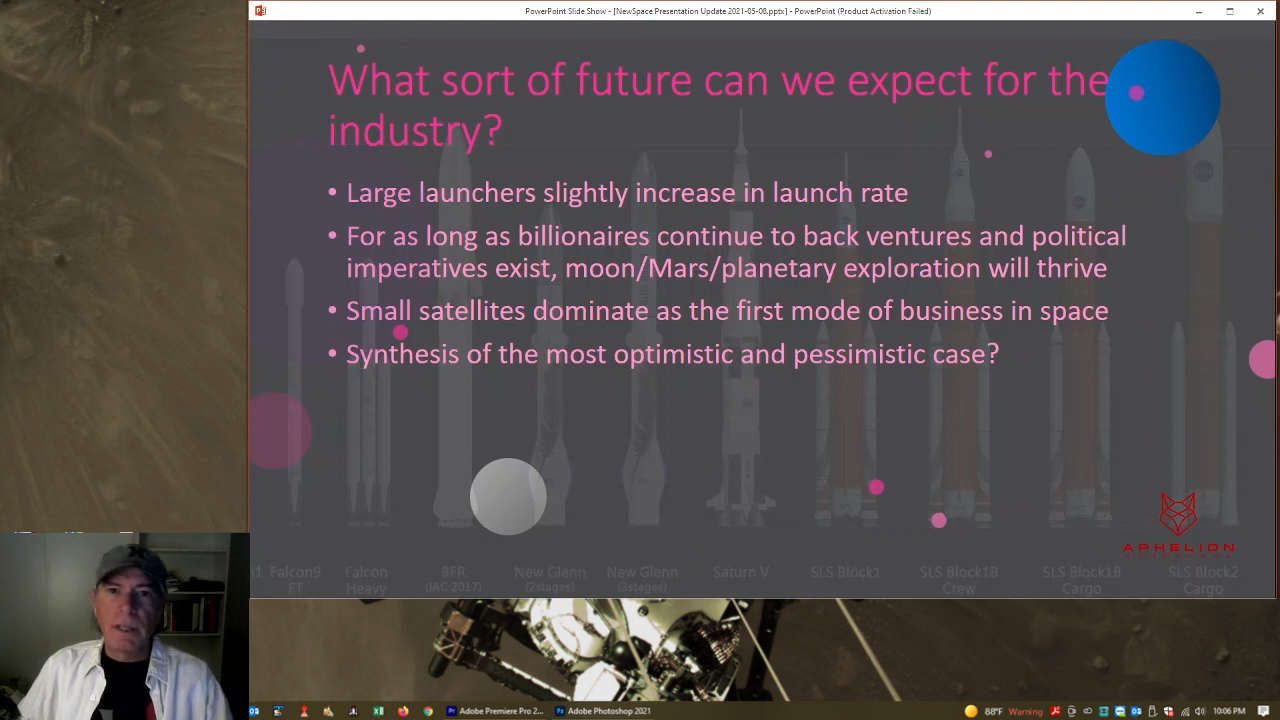 PowerPoint Slide Show - [NewSpace Presentation Update 2021-05-08.pptx] - PowerPoint (Product Activation Failed)
What sort of future can we expect for the
industry?
• Large launchers slightly increase in launch rate
• For as long as billionaires continue to back ventures and political
imperatives exist, moon/Mars/planetary exploration will thrive
• Small satellites dominate as the first mode of business in space
• Synthesis of the most optimistic and pessimistic case?
APHELION
Falcon9 FT
Falcon Heavy
BFR (IAC 2017)
New Glenn (2stages)
New Glenn (3stages)
Saturn V
SLS Block1
SLS Block1B Crew
SLS Block1B Cargo
SLS Block2 Cargo
Adobe Premiere Pro 2...
Adobe Photoshop 2021
88°F Warning
10:06 PM